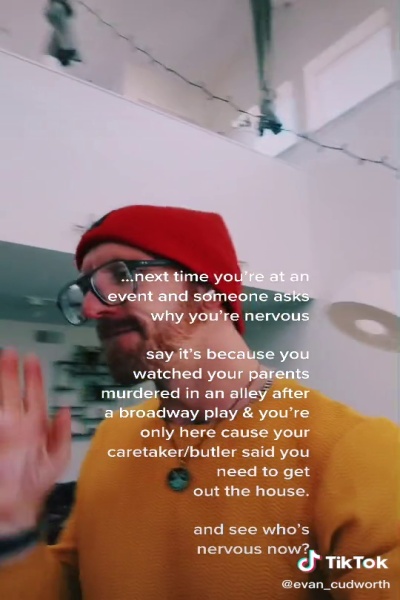 ...next time you're at an
event and someone asks
why you're nervous
say it's because you
watched your parents
murdered in an alley after
a broadway play & you're
only here cause your
caretaker/butler said you
need to get
out the house.
and see who's
nervous now?
TikTok
@evan_cudworth